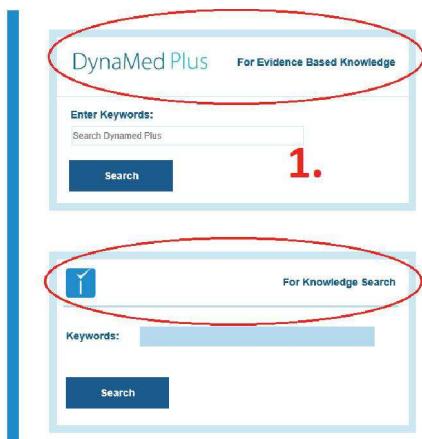 DynaMed Plus For Evidence Based Knowledge
Enter Keywords:
Search Dynamed Plus
Search
1.
For Knowledge Search
Keywords:
Search